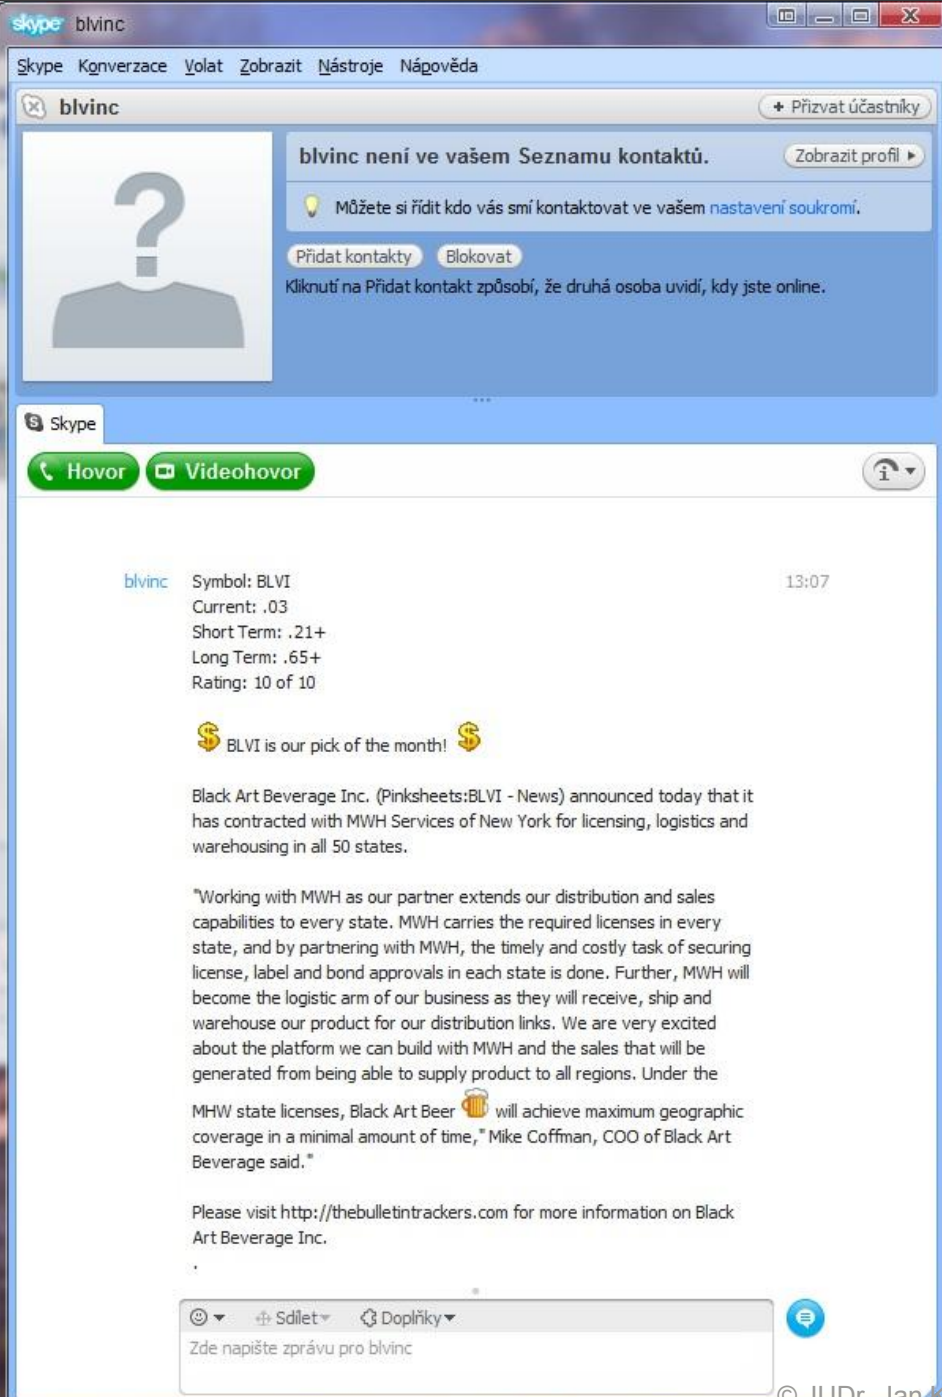 skype blvinc
Skype Konverzace Volat Zobrazit Nástroje Nápověda
blvinc + Přizvat účastníky
blvinc není ve vašem Seznamu kontaktů. Zobrazit profil
Můžete si řídit kdo vás smí kontaktovat ve vašem nastavení soukromí.
Přidat kontakty Blokovat
Kliknutí na Přidat kontakt způsobí, že druhá osoba uvidí, kdy jste online.
Skype
Hovor Videohovor
blvinc Symbol: BLVI 13:07
Current: .03
Short Term: .21+
Long Term: .65+
Rating: 10 of 10
BLVI is our pick of the month!
Black Art Beverage Inc. (Pinksheets:BLVI - News) announced today that it
has contracted with MWH Services of New York for licensing, logistics and
warehousing in all 50 states.
"Working with MWH as our partner extends our distribution and sales
capabilities to every state. MWH carries the required licenses in every
state, and by partnering with MWH, the timely and costly task of securing
license, label and bond approvals in each state is done. Further, MWH will
become the logistic arm of our business as they will receive, ship and
warehouse our product for our distribution links. We are very excited
about the platform we can build with MWH and the sales that will be
generated from being able to supply product to all regions. Under the
MHW state licenses, Black Art Beer will achieve maximum geographic
coverage in a minimal amount of time," Mike Coffman, COO of Black Art
Beverage said."
Please visit http://thebulletintrackers.com for more information on Black
Art Beverage Inc.
.
Sdílet Doplňky
Zde napište zprávu pro blvinc
© JUDr. Jan